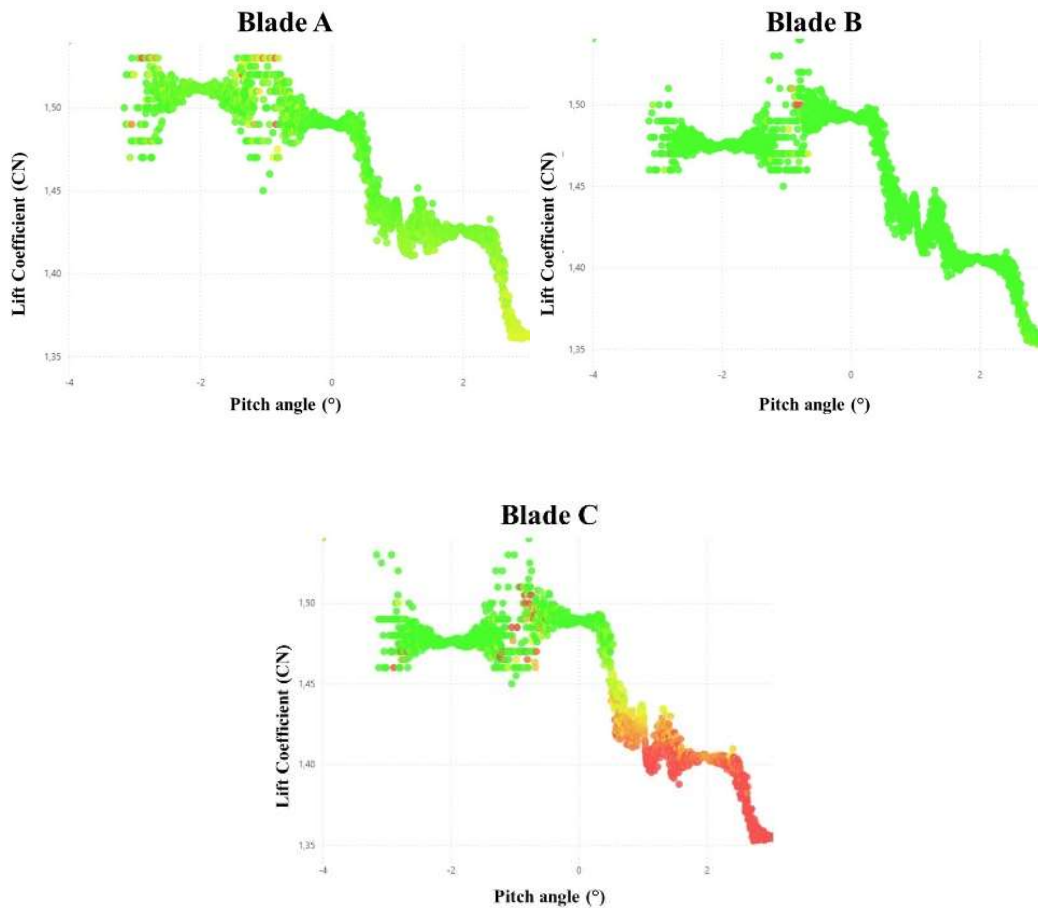 Blade A
Lift Coefficient (CN)
1,50
1,45
1,40
1,35
-4
-2
0
2
Pitch angle (°)
Blade B
Lift Coefficient (CN)
1,50
1,45
1,40
1,35
-4
-2
0
2
Pitch angle (°)
Blade C
Lift Coefficient (CN)
1,50
1,45
1,40
1,35
-4
-2
0
2
Pitch angle (°)